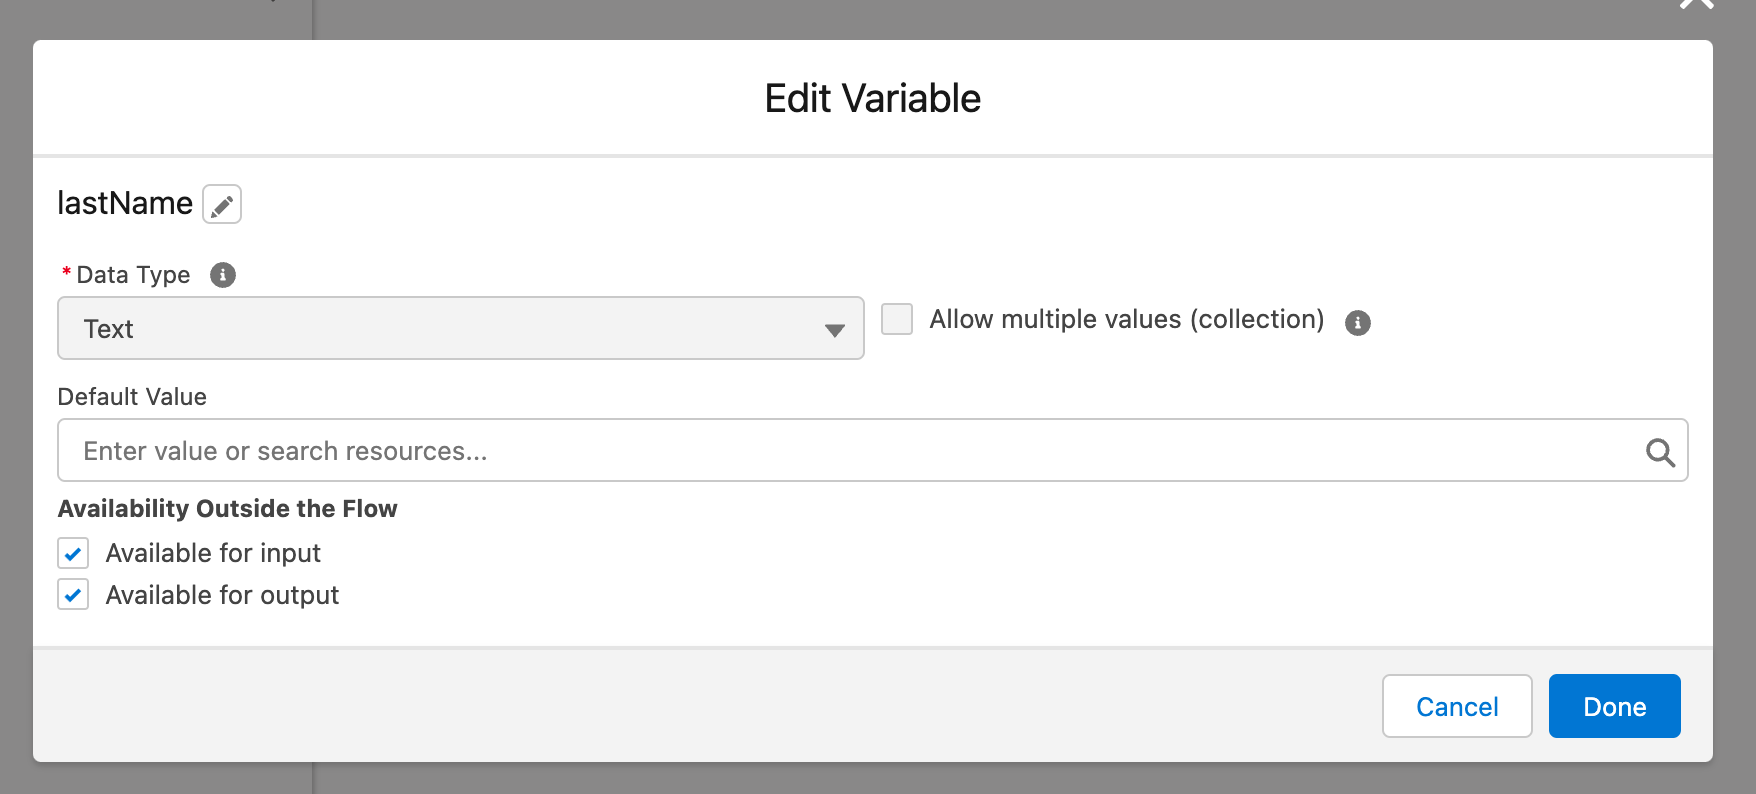 Edit Variable
lastName
* Data Type
Text
Allow multiple values (collection)
Default Value
Enter value or search resources...
Availability Outside the Flow
Available for input
Available for output
Cancel
Done